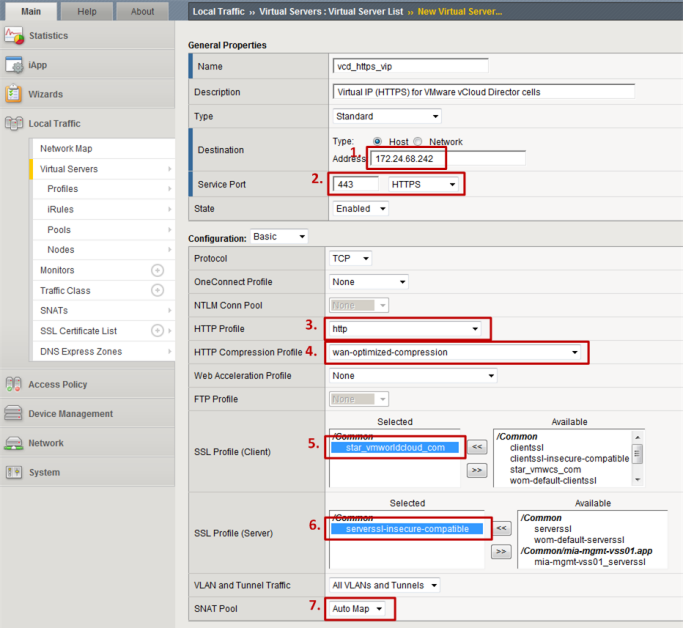 Main Help About
Local Traffic » Virtual Servers : Virtual Server List » New Virtual Server...
Statistics
iApp
Wizards
Local Traffic
Network Map
Virtual Servers
Profiles
iRules
Pools
Nodes
Monitors
Traffic Class
SNATs
SSL Certificate List
DNS Express Zones
Access Policy
Device Management
Network
System
General Properties
Name vcd_https_vip
Description Virtual IP (HTTPS) for VMware vCloud Director cells
Type Standard
Destination
Type: Host Network
1. Address 172.24.68.242
Service Port 2. 443 HTTPS
State Enabled
Configuration: Basic
Protocol TCP
OneConnect Profile None
NTLM Conn Pool None
HTTP Profile 3. http
HTTP Compression Profile 4. wan-optimized-compression
Web Acceleration Profile None
FTP Profile None
SSL Profile (Client) 5.
Selected
/Common
star_vmworldcloud_com
<<
>>
Available
/Common
clientssl
clientssl-insecure-compatible
star_vmwcs_com
wom-default-clientssl
SSL Profile (Server) 6.
Selected
/Common
serverssl-insecure-compatible
<<
>>
Available
/Common
serverssl
wom-default-serverssl
/Common/mia-mgmt-vss01.app
mia-mgmt-vss01_serverssl
VLAN and Tunnel Traffic All VLANs and Tunnels
SNAT Pool 7. Auto Map